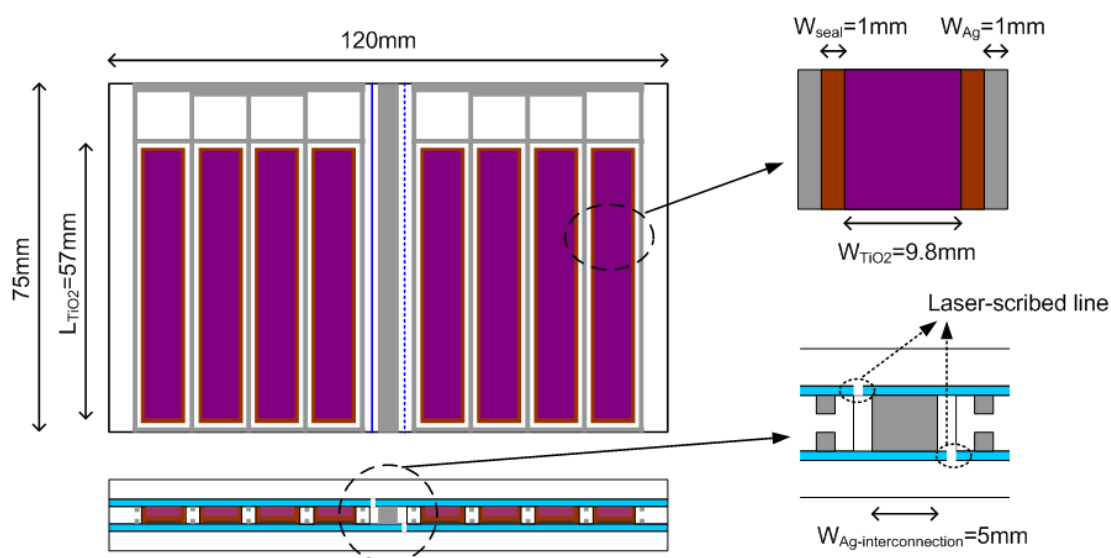 120mm
75mm
L_TiO2=57mm
W_seal=1mm
W_Ag=1mm
W_TiO2=9.8mm
Laser-scribed line
W_Ag-interconnection=5mm